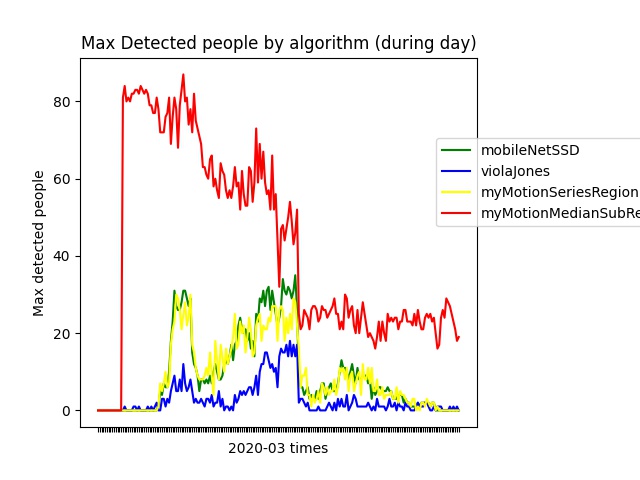 Max Detected people by algorithm (during day)
80
60
40
20
0
Max detected people
2020-03 times
mobileNetSSD
violaJones
myMotionSeriesRegion
myMotionMedianSubRe